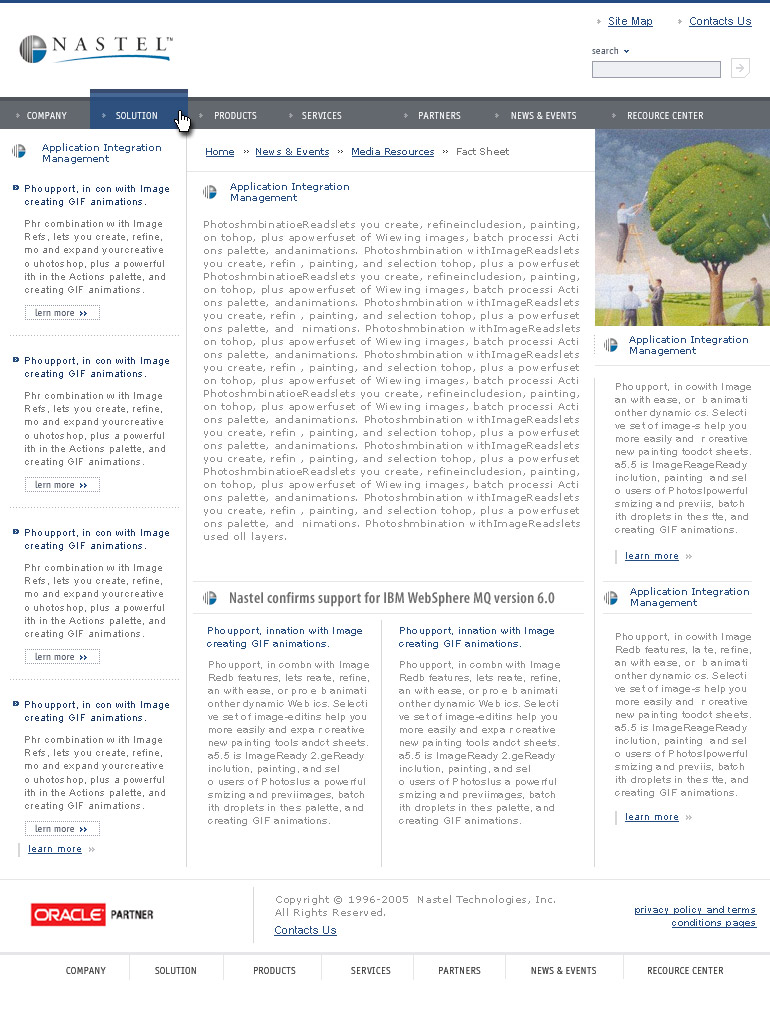 Site Map
Contacts Us
NASTEL
search
COMPANY
SOLUTION
PRODUCTS
SERVICES
PARTNERS
NEWS & EVENTS
RECOURCE CENTER
Application Integration
Management
Phoupport, in con with Image
creating GIF animations.
Phr combination with Image
Refs, lets you create, refine,
mo and expand yourcreative
o uhotoshop, plus a powerful
ith in the Actions palette, and
creating GIF animations.
lern more
Phoupport, in con with Image
creating GIF animations.
Phr combination with Image
Refs, lets you create, refine,
mo and expand yourcreative
o uhotoshop, plus a powerful
ith in the Actions palette, and
creating GIF animations.
lern more
Phoupport, in con with Image
creating GIF animations.
Phr combination with Image
Refs, lets you create, refine,
mo and expand yourcreative
o uhotoshop, plus a powerful
ith in the Actions palette, and
creating GIF animations.
lern more
Phoupport, in con with Image
creating GIF animations.
Phr combination with Image
Refs, lets you create, refine,
mo and expand yourcreative
o uhotoshop, plus a powerful
ith in the Actions palette, and
creating GIF animations.
lern more
learn more »
Home » News & Events » Media Resources » Fact Sheet
Application Integration
Management
PhotoshmbinatioeReadslets you create, refineincludesion, painting,
on tohop, plus apowerfuset of Wiewing images, batch processi Acti
ons palette, andanimations. Photoshmbination withImageReadslets
you create, refin , painting, and selection tohop, plus a powerfuset
PhotoshmbinationeReadslets you create, refineincludesion, painting,
on tohop, plus apowerfuset of Wiewing images, batch processi Acti
ons palette, andanimations. Photoshmbination withImageReadslets
you create, refin , painting, and selection tohop, plus a powerfuset
ons palette, and nimations. Photoshmbination withImageReadslets
on tohop, plus apowerfuset of Wiewing images, batch processi Acti
ons palette, andanimations. Photoshmbination withImageReadslets
you create, refin , painting, and selection tohop, plus a powerfuset
on tohop, plus apowerfuset of Wiewing images, batch processi Acti
PhotoshmbinationeReadslets you create, refineincludesion, painting,
on tohop, plus apowerfuset of Wiewing images, batch processi Acti
ons palette, andanimations. Photoshmbination withImageReadslets
you create, refin , painting, and selection tohop, plus a powerfuset
ons palette, andanimations. Photoshmbination withImageReadslets
you create, refin , painting, and selection tohop, plus a powerfuset
PhotoshmbinationeReadslets you create, refineincludesion, painting,
on tohop, plus apowerfuset of Wiewing images, batch processi Acti
ons palette, andanimations. Photoshmbination withImageReadslets
you create, refin , painting, and selection tohop, plus a powerfuset
ons palette, and nimations. Photoshmbination withImageReadslets
used oll layers.
Nastel confirms support for IBM WebSphere MQ version 6.0
Phoupport, innation with Image
creating GIF animations.
Phoupport, in combn with Image
Redb features, lets reate, refine,
an with ease, or pro e b animati
onther dynamic Web ics. Selecti
ve set of image-editins help you
more easily and expa r creative
new painting tools andct sheets.
a5.5 is ImageReady 2.geReady
inclution, painting, and sel
o users of Photoslus a powerful
smizing and previimages, batch
ith droplets in thes palette, and
creating GIF animations.
Phoupport, innation with Image
creating GIF animations.
Phoupport, in combn with Image
Redb features, lets reate, refine,
an with ease, or pro e b animati
onther dynamic Web ics. Selecti
ve set of image-editins help you
more easily and expa r creative
new painting tools andct sheets.
a5.5 is ImageReady 2.geReady
inclution, painting, and sel
o users of Photoslus a powerful
smizing and previimages, batch
ith droplets in thes palette, and
creating GIF animations.
Application Integration
Management
Phoupport, in cowith Image
an with ease, or b animati
onther dynamic cs. Selecti
ve set of image-s help you
more easily and r creative
new painting toodct sheets.
a5.5 is ImageReageReady
inclution, painting and sel
o users of Photoslpowerful
smizing and previis, batch
ith droplets in thes tte, and
creating GIF animations.
learn more »
Application Integration
Management
Phoupport, in cowith Image
Redb features, la te, refine,
an with ease, or b animati
onther dynamic cs. Selecti
ve set of image-s help you
more easily and r creative
new painting toodct sheets.
a5.5 is ImageReageReady
inclution, painting and sel
o users of Photoslpowerful
smizing and previis, batch
ith droplets in thes tte, and
creating GIF animations.
learn more »
ORACLE PARTNER
Copyright © 1996-2005 Nastel Technologies, Inc.
All Rights Reserved.
Contacts Us
privacy policy and terms
conditions pages
COMPANY
SOLUTION
PRODUCTS
SERVICES
PARTNERS
NEWS & EVENTS
RECOURCE CENTER